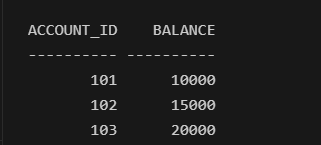 ACCOUNT_ID    BALANCE
---------- ----------
       101      10000
       102      15000
       103      20000